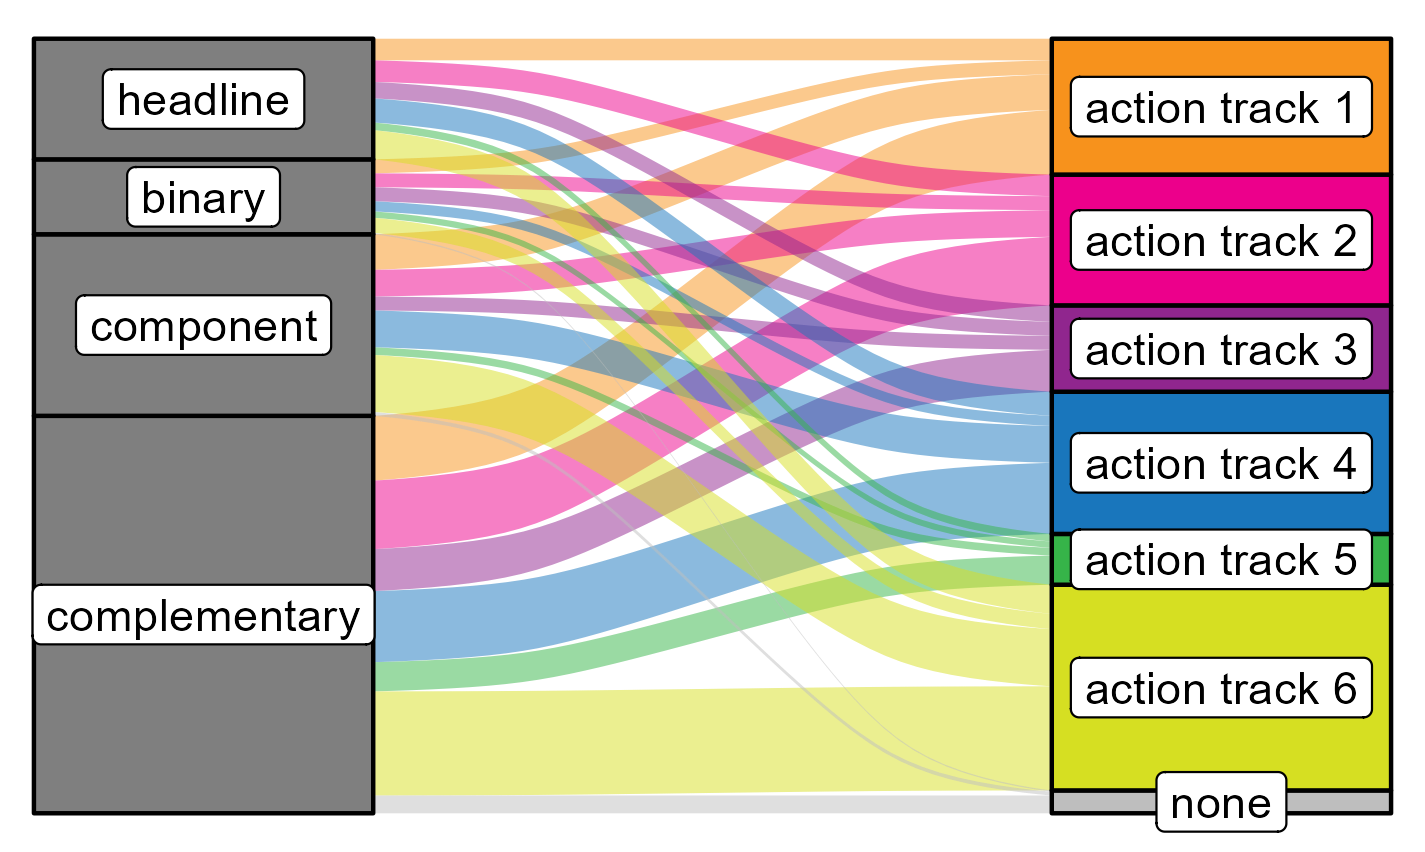 headline
binary
component
complementary
action track 1
action track 2
action track 3
action track 4
action track 5
action track 6
none